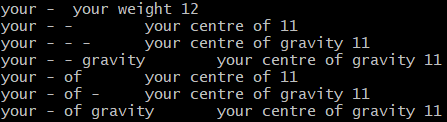 your -  your weight 12
your - -        your centre of 11
your - - -      your centre of gravity 11
your - - gravity        your centre of gravity 11
your - of       your centre of 11
your - of -     your centre of gravity 11
your - of gravity       your centre of gravity 11